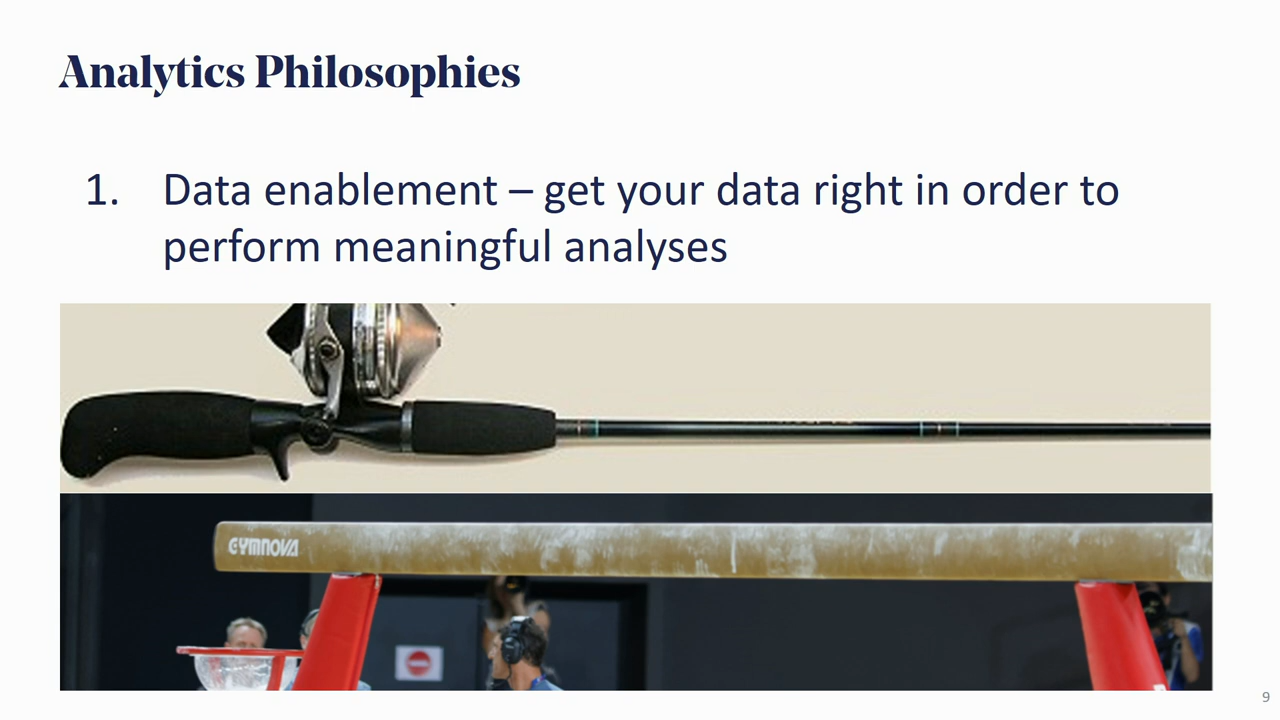 Analytics Philosophies
1. Data enablement – get your data right in order to
perform meaningful analyses
GYMNOVA
9